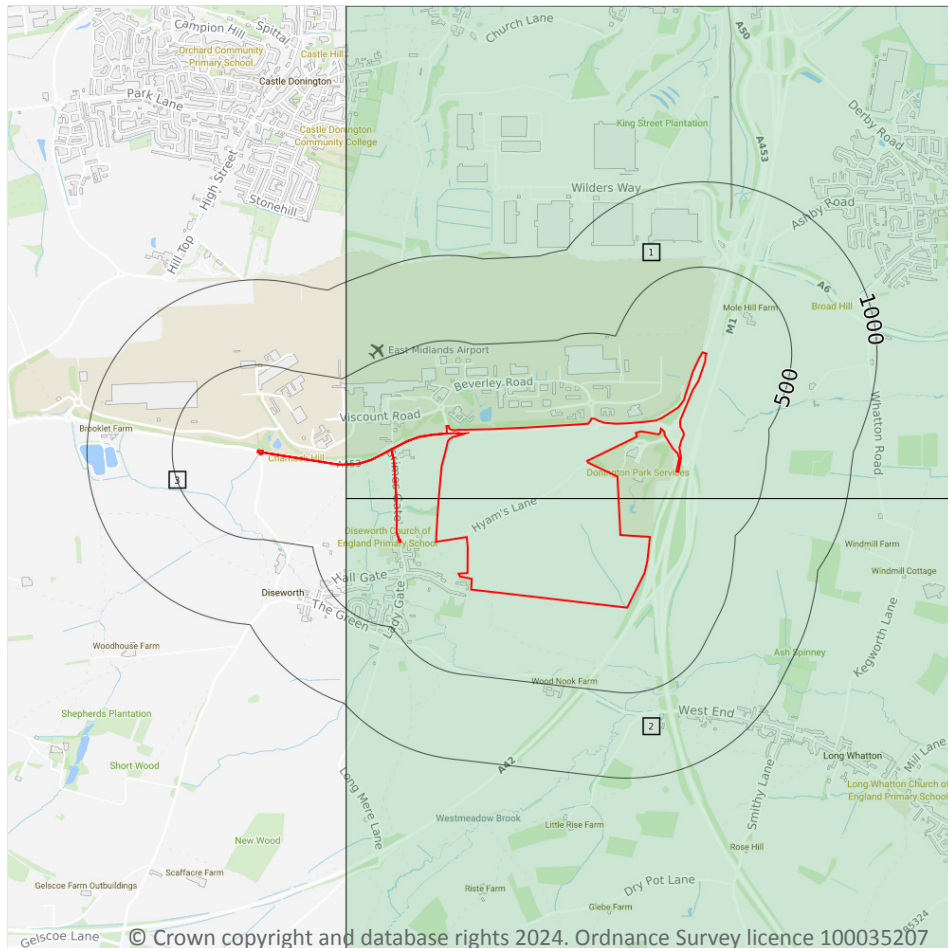 Campion Hill
Spittal
Church Lane
A50
Orchard Community
Primary School
Castle Hill
Castle Donington
Park Lane
King Street Plantation
Derby Road
Castle Donington
Community College
A453
High Street
Wilders Way
Stonehill
Ashby Road
Hill Top
1
A6
Mole Hill Farm
Broad Hill
1000
M1
East Midlands Airport
Beverley Road
500
Viscount Road
Whatton Road
Brooklet Farm
Charnock Hill
A453
Donington Park Services
3
Grimes Gate
Hyam's Lane
Diseworth Church of
England Primary School
Windmill Farm
Hall Gate
Windmill Cottage
Diseworth
The Green
Lady Gate
Kegworth Lane
Woodhouse Farm
Ash Spinney
Wood Nook Farm
Shepherds Plantation
West End
2
Short Wood
A42
Long Whatton
Mill Lane
Long Mere Lane
Smithy Lane
Long Whatton Church of
England Primary School
Westmeadow Brook
Little Rise Farm
New Wood
Rose Hill
Scaffacre Farm
Gelscoe Farm Outbuildings
Riste Farm
Dry Pot Lane
Glebe Farm
B5324
Gelscoe Lane
© Crown copyright and database rights 2024. Ordnance Survey licence 100035207